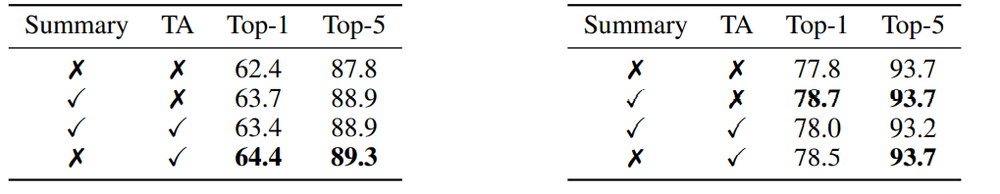 Summary TA Top-1 Top-5
✗ ✗ 62.4 87.8
✓ ✗ 63.7 88.9
✓ ✓ 63.4 88.9
✗ ✓ 64.4 89.3
Summary TA Top-1 Top-5
✗ ✗ 77.8 93.7
✓ ✗ 78.7 93.7
✓ ✓ 78.0 93.2
✗ ✓ 78.5 93.7